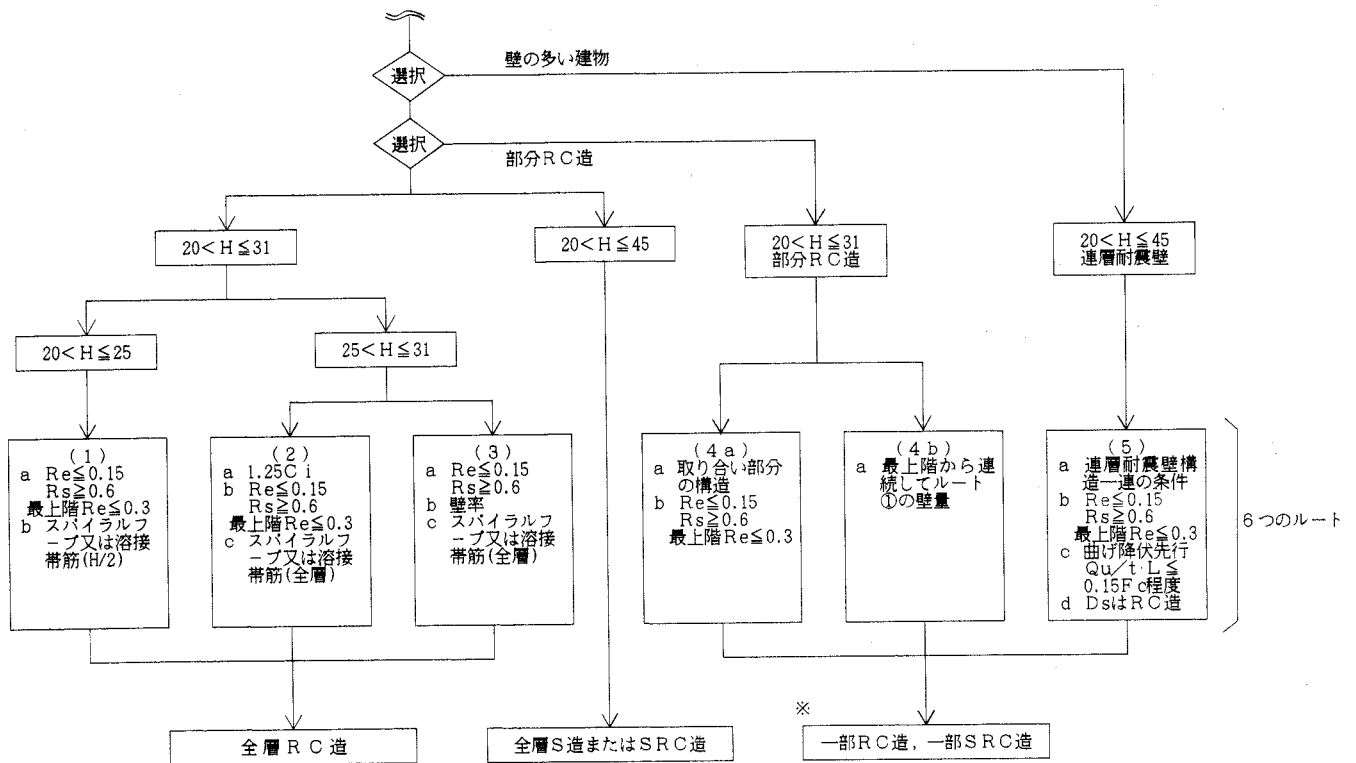 壁の多い建物
選択
選択
部分RC造
20<H≦31
20<H≦45
20<H≦31
部分RC造
20<H≦45
連層耐震壁
20<H≦25
25<H≦31
(1)
a Re≦0.15
Rs≧0.6
最上階Re≦0.3
b スパイラルフ
ープ又は溶接
帯筋(H/2)
(2)
a 1.25Ci
b Re≦0.15
Rs≧0.6
最上階Re≦0.3
c スパイラルフ
ープ又は溶接
帯筋(全層)
(3)
a Re≦0.15
Rs≧0.6
b 壁率
c スパイラルフ
ープ又は溶接
帯筋(全層)
(4a)
a 取り合い部分
の構造
b Re≦0.15
Rs≧0.6
最上階Re≦0.3
(4b)
a 最上階から連
続してルート
①の壁量
(5)
a 連層耐震壁構
造一連の条件
b Re≦0.15
Rs≧0.6
最上階Re≦0.3
c 曲げ降伏先行
Qu/t·L≦
0.15Fc程度
d DsはRC造
6つのルート
全層RC造
全層S造またはSRC造
※
一部RC造,一部SRC造